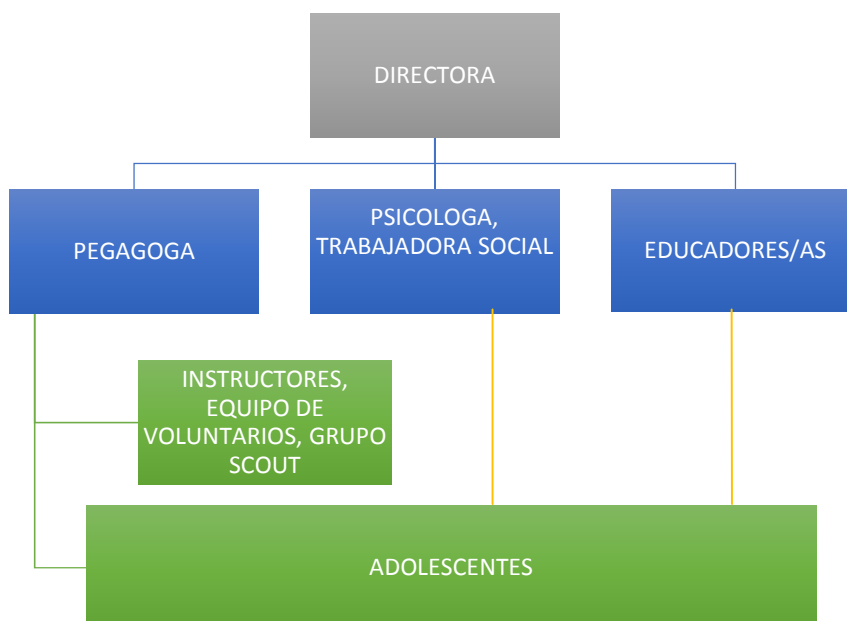 DIRECTORA
PEGAGOGA
PSICOLOGA,
TRABAJADORA SOCIAL
EDUCADORES/AS
INSTRUCTORES,
EQUIPO DE
VOLUNTARIOS, GRUPO
SCOUT
ADOLESCENTES